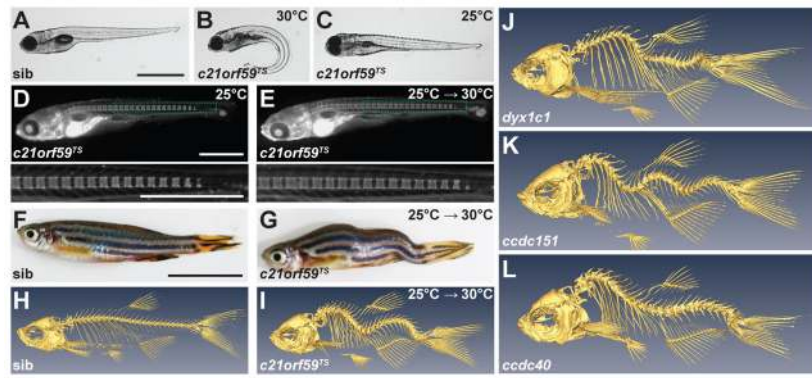 A
sib
B
30°C
c21orf59TS
C
25°C
c21orf59TS
D
25°C
c21orf59TS
E
25°C → 30°C
c21orf59TS
F
sib
G
25°C → 30°C
c21orf59TS
H
sib
I
25°C → 30°C
c21orf59TS
J
dyx1c1
K
ccdc151
L
ccdc40